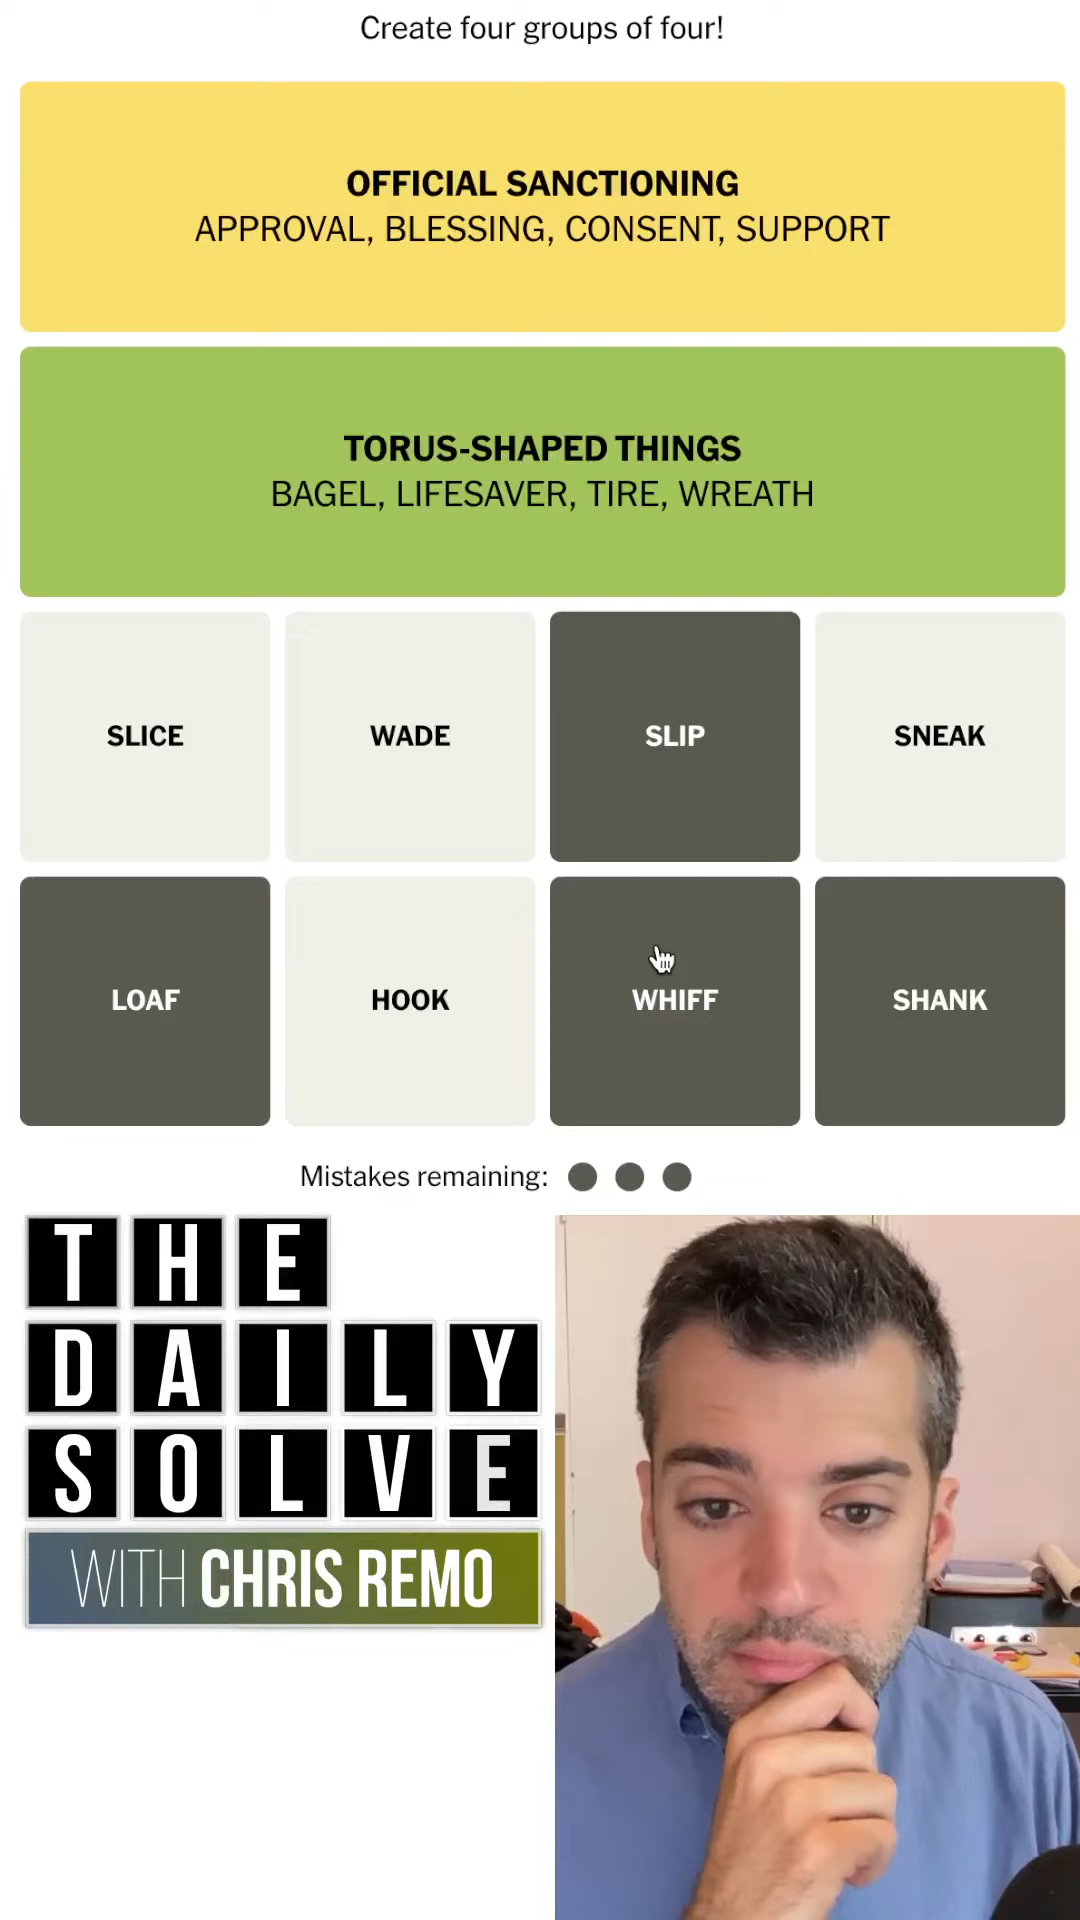 Create four groups of four!
OFFICIAL SANCTIONING
APPROVAL, BLESSING, CONSENT, SUPPORT
TORUS-SHAPED THINGS
BAGEL, LIFESAVER, TIRE, WREATH
SLICE WADE SLIP SNEAK
LOAF HOOK WHIFF SHANK
Mistakes remaining:
THE
DAILY
SOLVE
WITH CHRIS REMO